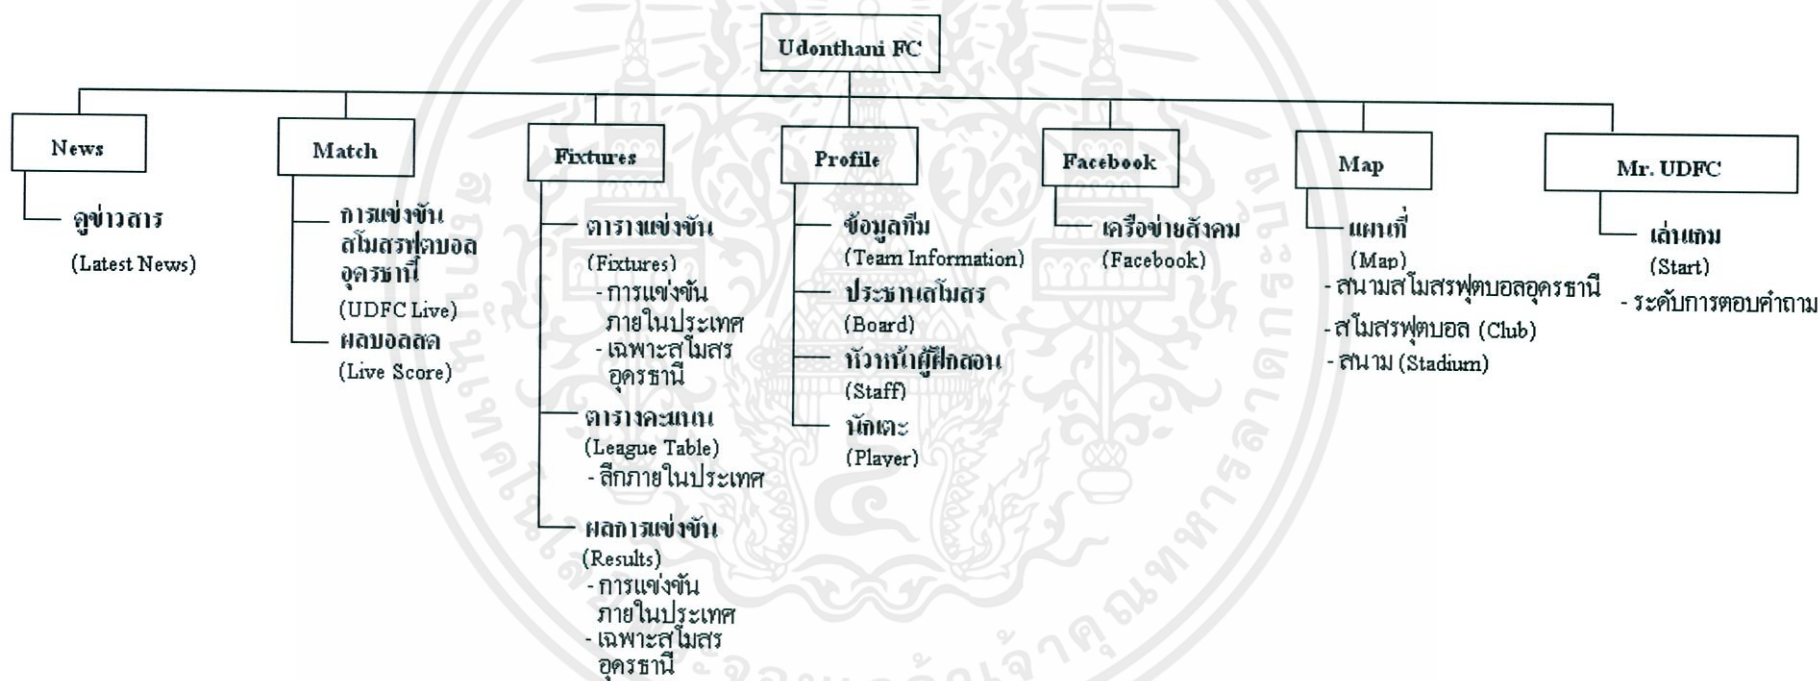 Udonthani FC
News
ดูข่าวสาร
(Latest News)
Match
การแข่งขัน
สโมสรฟุตบอล
อุดรธานี
(UDFC Live)
ผลบอลสด
(Live Score)
Fixtures
ตารางแข่งขัน
(Fixtures)
- การแข่งขัน
ภายในประเทศ
- เฉพาะสโมสร
อุดรธานี
ตารางคะแนน
(League Table)
- ลีกภายในประเทศ
ผลการแข่งขัน
(Results)
- การแข่งขัน
ภายในประเทศ
- เฉพาะสโมสร
อุดรธานี
Profile
ข้อมูลทีม
(Team Information)
ประธานสโมสร
(Board)
หัวหน้าผู้ฝึกสอน
(Staff)
นักเตะ
(Player)
Facebook
เครือข่ายสังคม
(Facebook)
Map
แผนที่
(Map)
- สนามสโมสรฟุตบอลอุดรธานี
- สโมสรฟุตบอล (Club)
- สนาม (Stadium)
Mr. UDFC
เล่นเกม
(Start)
- ระดับการตอบคำถาม